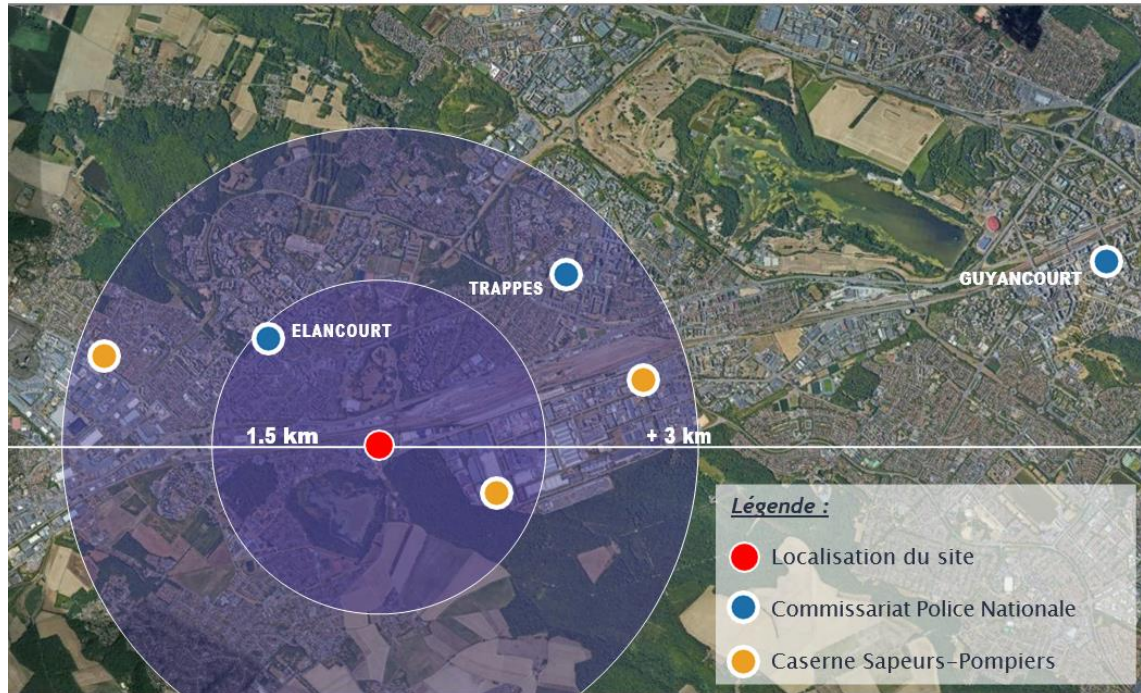 TRAPPES
GUYANCOURT
ELANCOURT
1.5 km
+ 3 km
Légende :
Localisation du site
Commissariat Police Nationale
Caserne Sapeurs-Pompiers